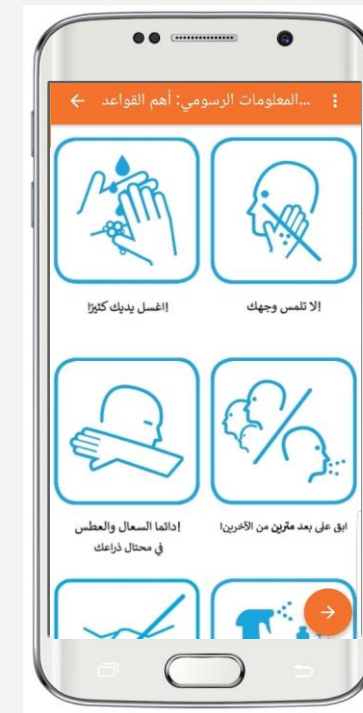 ...المعلومات الرسومي: أهم القواعد
!لا تلمس وجهك
!اغسل يديك كثيرًا
ابق على بعد مترين من الآخرين!
!دائما السعال والعطس
في محتال ذراعك